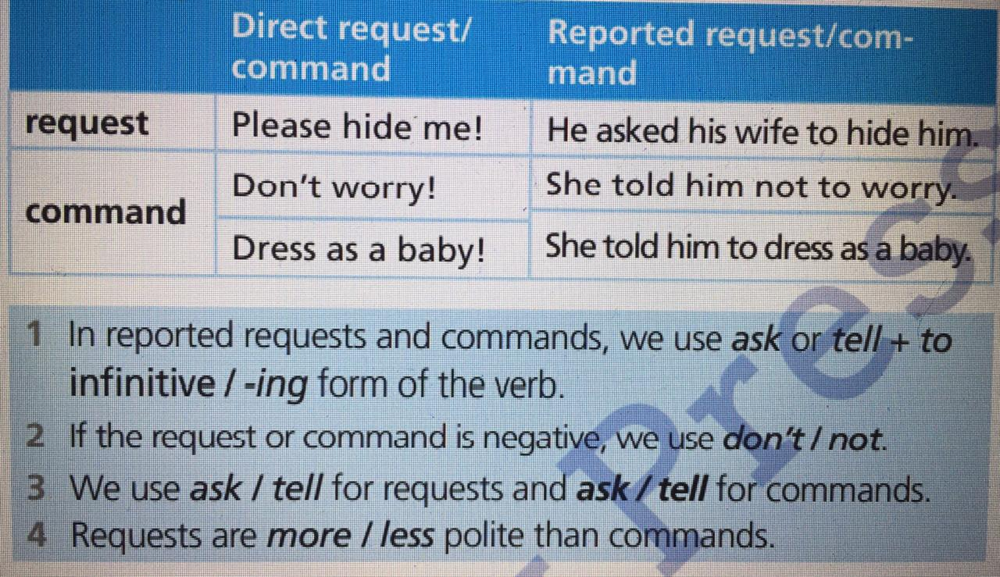 Direct request/ Reported request/com-
command mand
request Please hide me! He asked his wife to hide him.
Don't worry! She told him not to worry.
command
Dress as a baby! She told him to dress as a baby.
1 In reported requests and commands, we use ask or tell + to
infinitive / -ing form of the verb.
2 If the request or command is negative, we use don't / not.
3 We use ask / tell for requests and ask / tell for commands.
4 Requests are more / less polite than commands.
Press